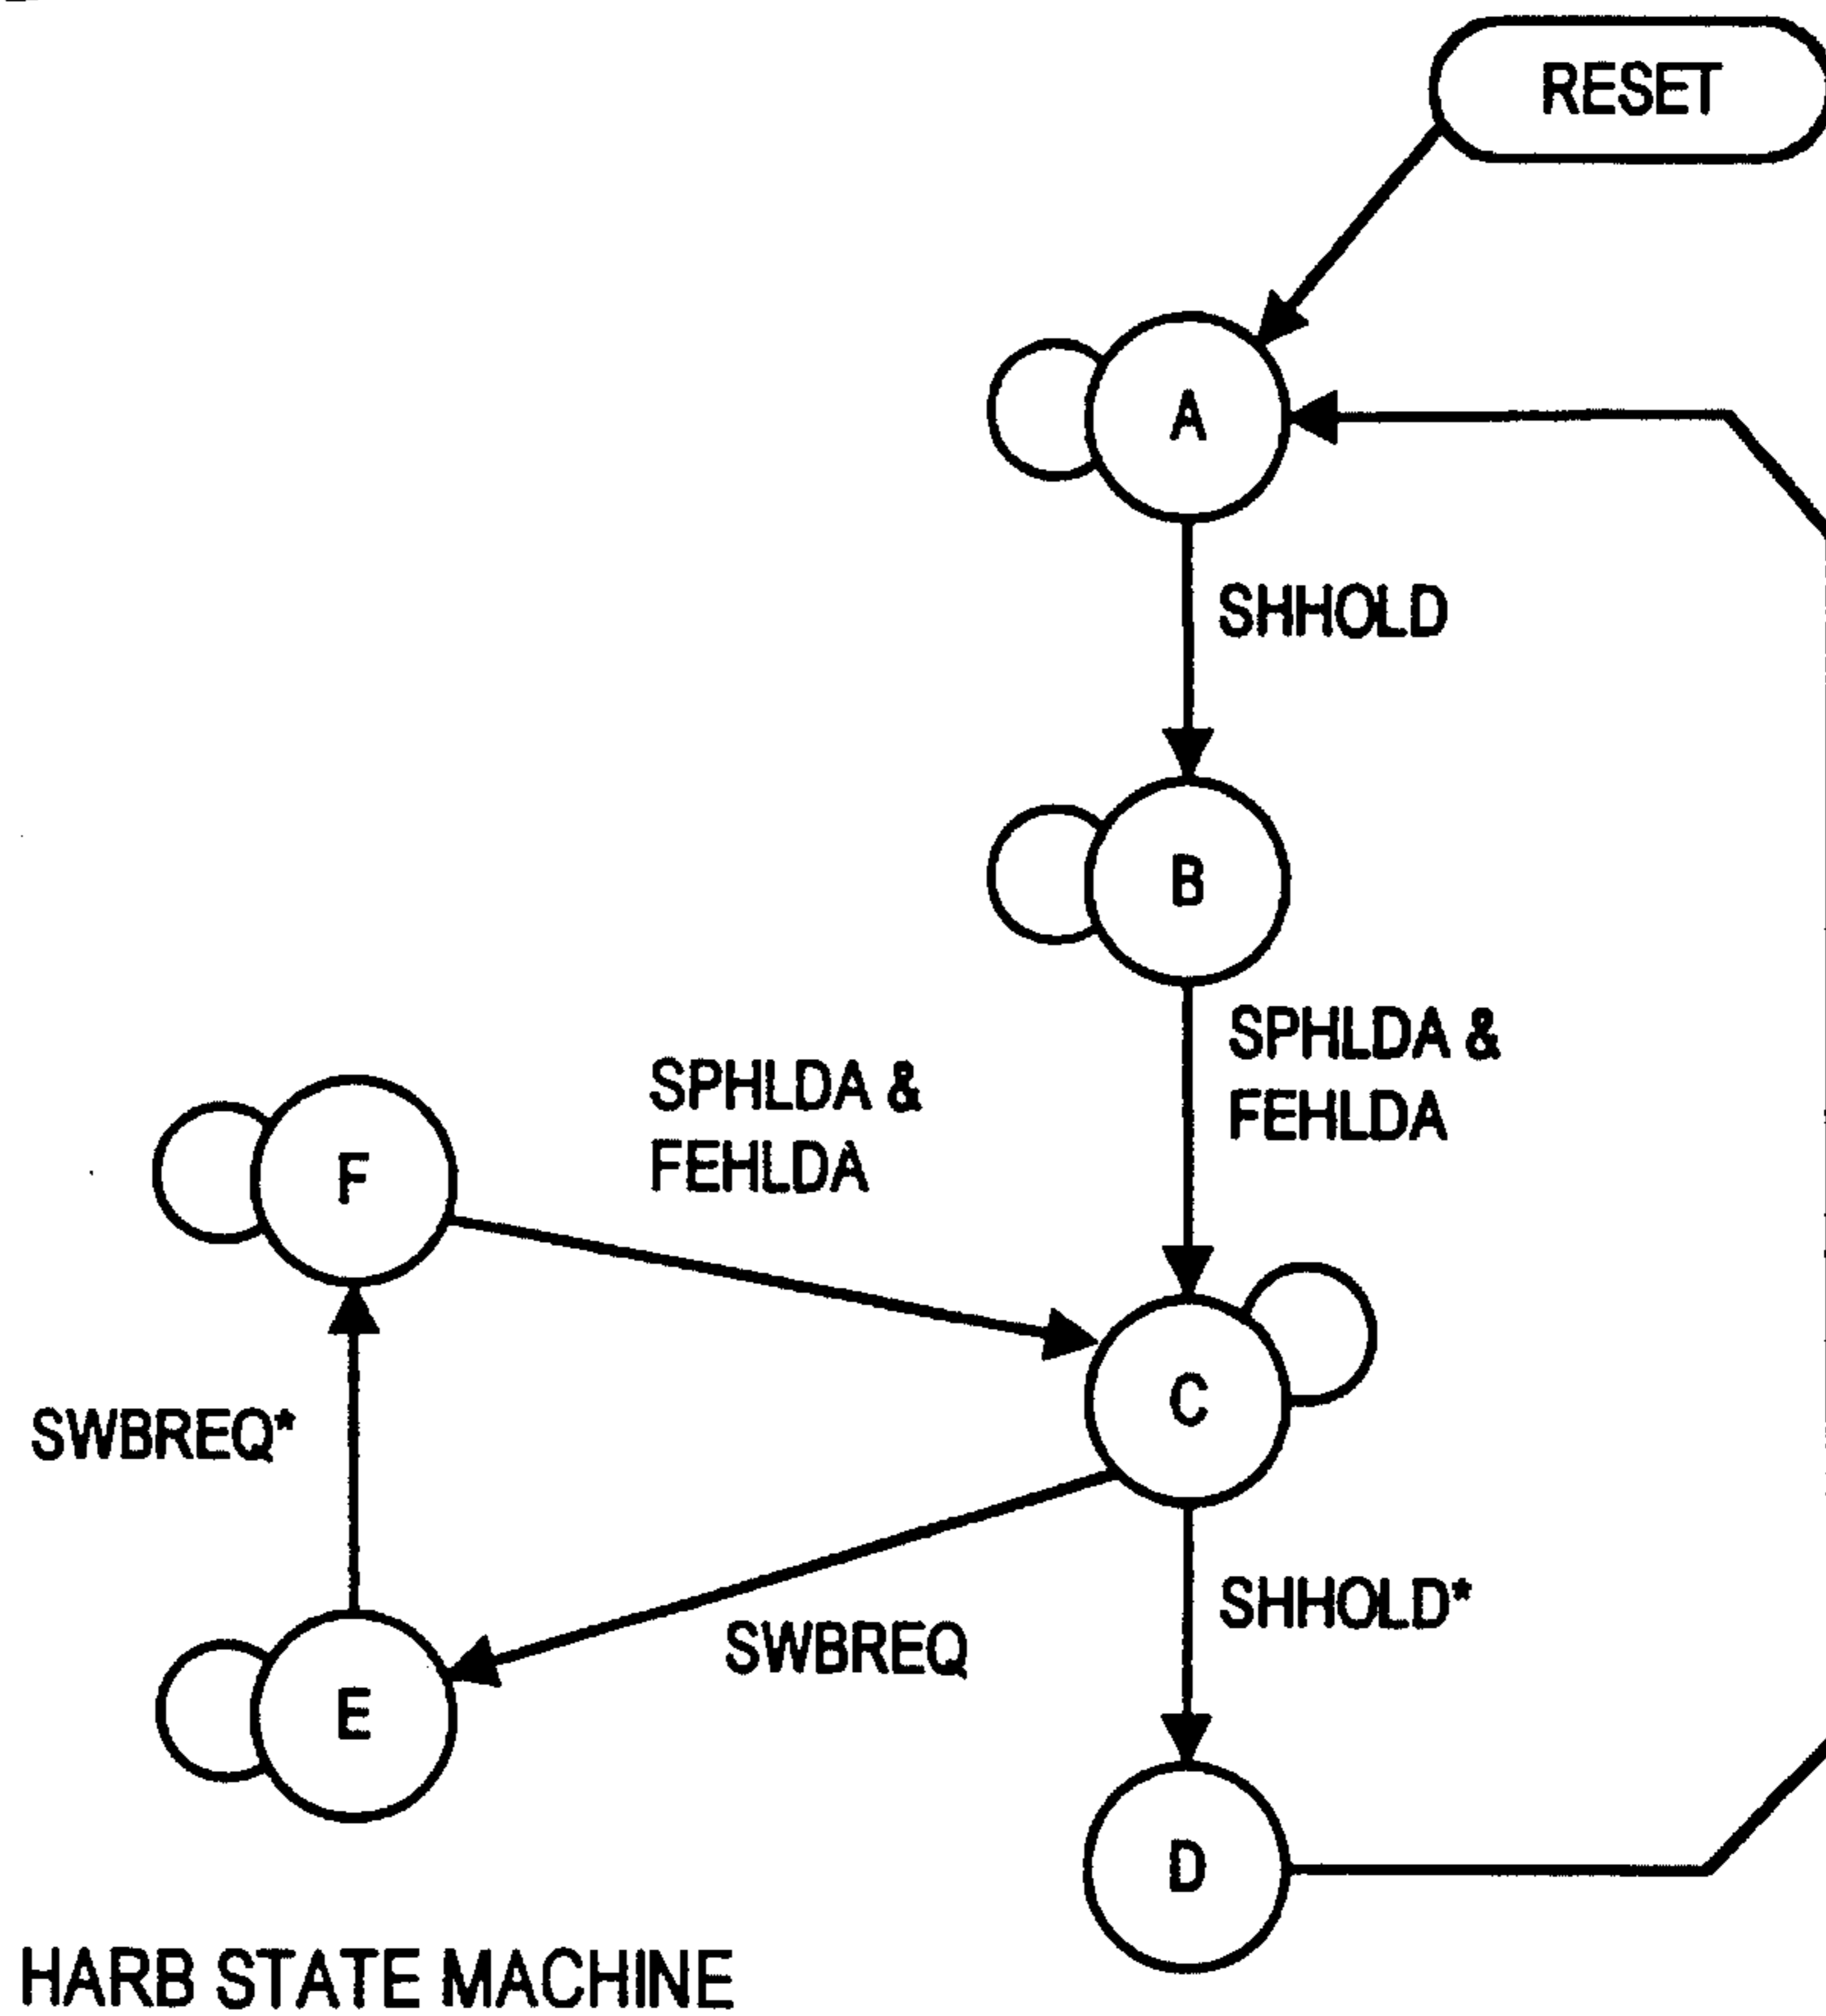 RESET
A
SHHOLD
B
SPHLDA &
FEHLDA
SPHLDA &
FEHLDA
F
C
SWBREQ*
SHHOLD*
SWBREQ
E
D
HARB STATE MACHINE